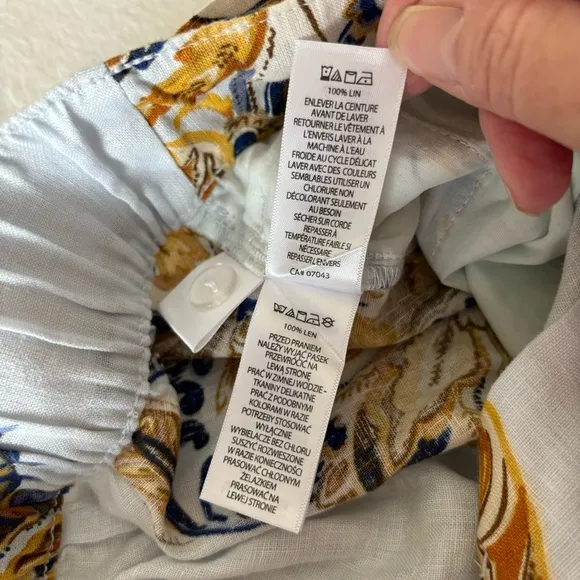 100% LIN
ENLEVER LA CEINTURE
AVANT DE LAVER
RETOURNER LE VÊTEMENT À
L'ENVERS LAVER À LA
MACHINE À L'EAU
FROIDE AU CYCLE DÉLICAT
LAVER AVEC DES COULEURS
SEMBLABLES UTILISER UN
CHLORURE NON
DÉCOLORANT SEULEMENT
AU BESOIN
SÉCHER SUR CORDE
REPASSER À
TEMPÉRATURE FAIBLE SI
NÉCESSAIRE
REPASSER L'ENVERS
CA# 07043
100% LEN
PRZED PRANIEM
NALEŻY WYJĄĆ PASEK
PRZEWRÓCIĆ NA
LEWĄ STRONĘ
PRAĆ W ZIMNEJ WODZIE -
TKANINY DELIKATNE
PRAĆ Z PODOBNYMI
KOLORAMI W RAZIE
POTRZEBY STOSOWAĆ
WYŁĄCZNIE
WYBIELACZE BEZ CHLORU
SUSZYĆ ROZWIESZONE
W RAZIE KONIECZNOŚCI
PRASOWAĆ CHŁODNYM
ŻELAZKIEM
PRASOWAĆ NA
LEWEJ STRONIE